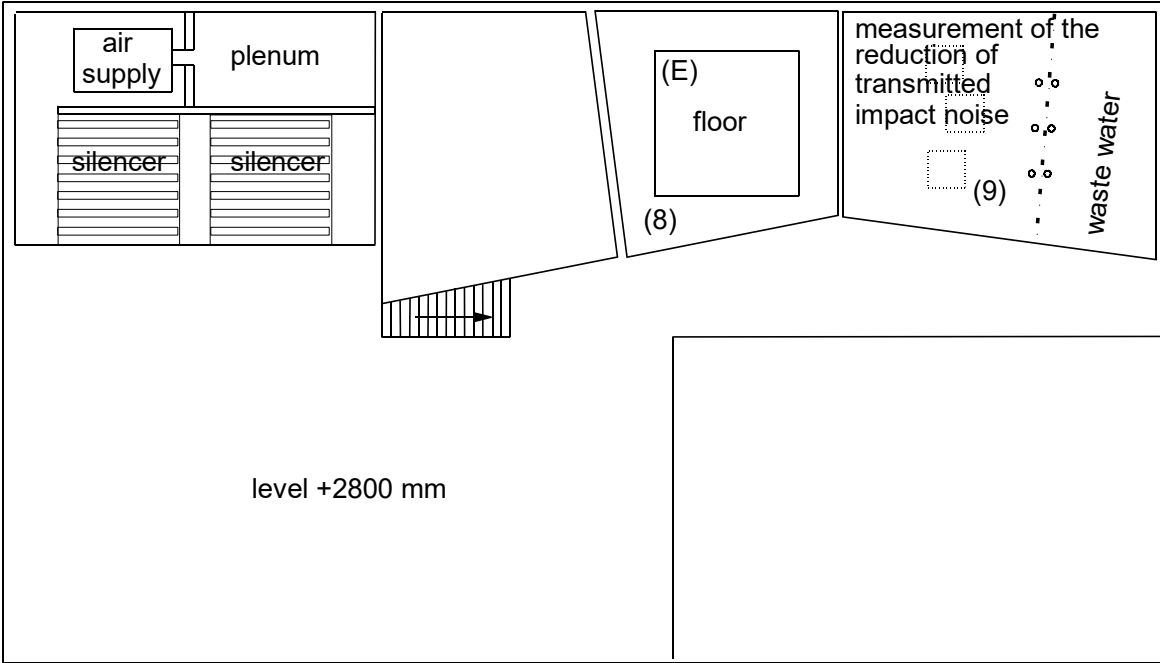 air
supply
plenum
silencer
silencer
(E)
floor
(8)
measurement of the
reduction of
transmitted
impact noise
(9)
waste water
level +2800 mm